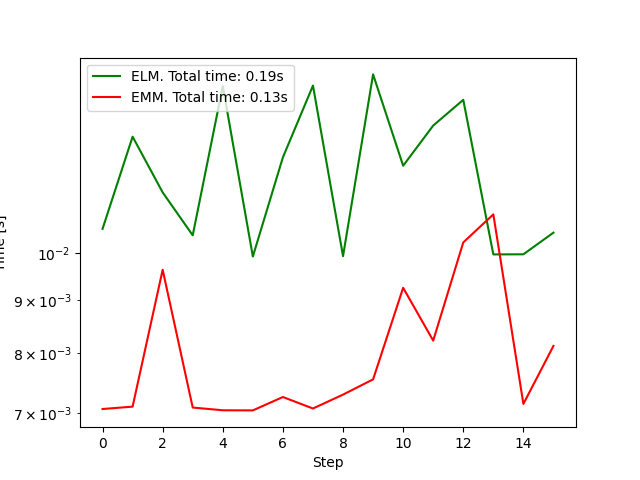 ELM. Total time: 0.19s
EMM. Total time: 0.13s
Time [s]
10⁻²
9 × 10⁻³
8 × 10⁻³
7 × 10⁻³
0 2 4 6 8 10 12 14
Step